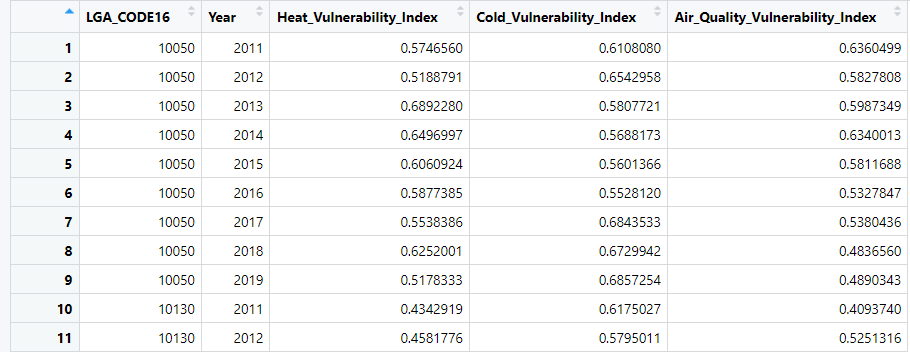 LGA_CODE16 Year Heat_Vulnerability_Index Cold_Vulnerability_Index Air_Quality_Vulnerability_Index
1 10050 2011 0.5746560 0.6108080 0.6360499
2 10050 2012 0.5188791 0.6542958 0.5827808
3 10050 2013 0.6892280 0.5807721 0.5987349
4 10050 2014 0.6496997 0.5688173 0.6340013
5 10050 2015 0.6060924 0.5601366 0.5811688
6 10050 2016 0.5877385 0.5528120 0.5327847
7 10050 2017 0.5538386 0.6843533 0.5380436
8 10050 2018 0.6252001 0.6729942 0.4836560
9 10050 2019 0.5178333 0.6857254 0.4890343
10 10130 2011 0.4342919 0.6175027 0.4093740
11 10130 2012 0.4581776 0.5795011 0.5251316